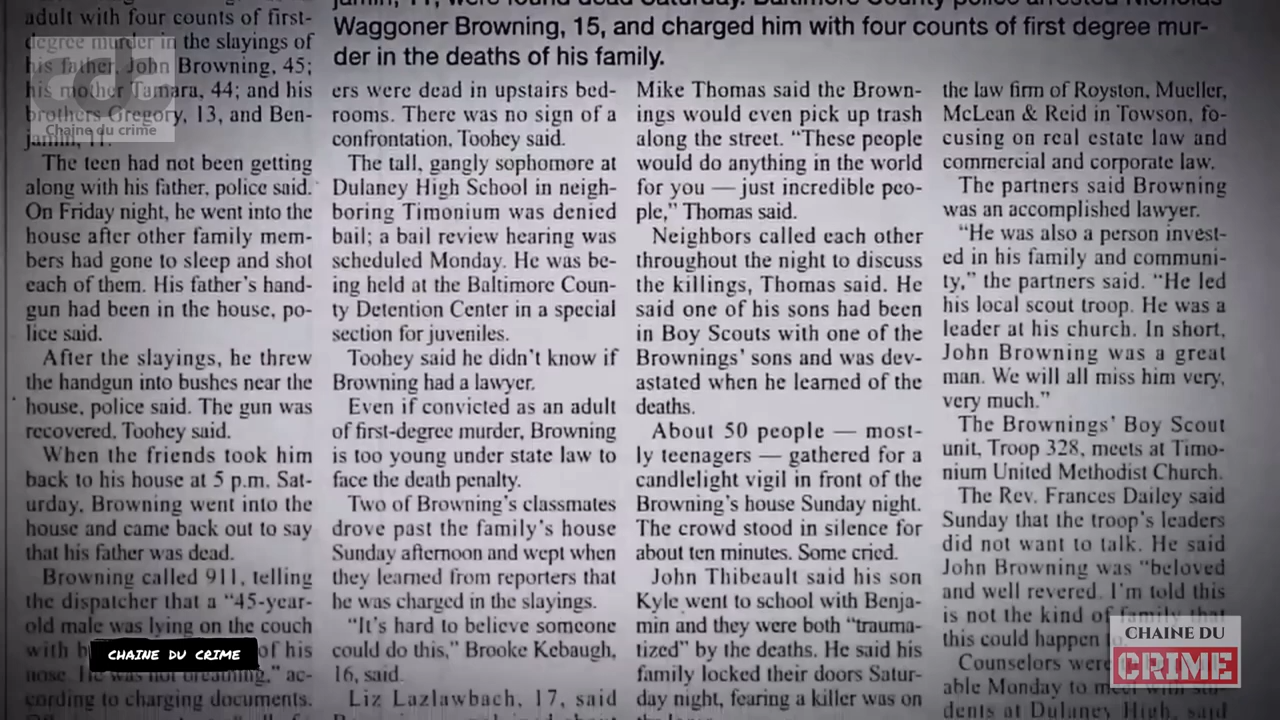 adult with four counts of first-
degree murder in the slayings of
his father, John Browning, 45;
his mother Tamara, 44; and his
brothers Gregory, 13, and Ben-
jamin, 11.
The teen had not been getting
along with his father, police said.
On Friday night, he went into the
house after other family mem-
bers had gone to sleep and shot
each of them. His father's hand-
gun had been in the house, po-
lice said.
After the slayings, he threw
the handgun into bushes near the
house, police said. The gun was
recovered, Toohey said.
When the friends took him
back to his house at 5 p.m. Sat-
urday, Browning went into the
house and came back out to say
that his father was dead.
Browning called 911, telling
the dispatcher that a "45-year-
old male was lying on the couch
with of his
nose. He was not breathing," ac-
cording to charging documents.
jamin, 11, were found dead Saturday. Baltimore County police arrested Nicholas
Waggoner Browning, 15, and charged him with four counts of first degree mur-
der in the deaths of his family.
ers were dead in upstairs bed-
rooms. There was no sign of a
confrontation, Toohey said.
The tall, gangly sophomore at
Dulaney High School in neigh-
boring Timonium was denied
bail; a bail review hearing was
scheduled Monday. He was be-
ing held at the Baltimore Coun-
ty Detention Center in a special
section for juveniles.
Toohey said he didn't know if
Browning had a lawyer.
Even if convicted as an adult
of first-degree murder, Browning
is too young under state law to
face the death penalty.
Two of Browning's classmates
drove past the family's house
Sunday afternoon and wept when
they learned from reporters that
he was charged in the slayings.
"It's hard to believe someone
could do this," Brooke Kebaugh,
16, said.
Liz Lazlawbach, 17, said
Mike Thomas said the Brown-
ings would even pick up trash
along the street. "These people
would do anything in the world
for you — just incredible peo-
ple," Thomas said.
Neighbors called each other
throughout the night to discuss
the killings, Thomas said. He
said one of his sons had been
in Boy Scouts with one of the
Brownings' sons and was dev-
astated when he learned of the
deaths.
About 50 people — most-
ly teenagers — gathered for a
candlelight vigil in front of the
Browning's house Sunday night.
The crowd stood in silence for
about ten minutes. Some cried.
John Thibeault said his son
Kyle went to school with Benja-
min and they were both "trauma-
tized" by the deaths. He said his
family locked their doors Satur-
day night, fearing a killer was on
the law firm of Royston, Mueller,
McLean & Reid in Towson, fo-
cusing on real estate law and
commercial and corporate law.
The partners said Browning
was an accomplished lawyer.
"He was also a person invest-
ed in his family and communi-
ty," the partners said. "He led
his local scout troop. He was a
leader at his church. In short,
John Browning was a great
man. We will all miss him very,
very much."
The Brownings' Boy Scout
unit, Troop 328, meets at Timo-
nium United Methodist Church.
The Rev. Frances Dailey said
Sunday that the troop's leaders
did not want to talk. He said
John Browning was "beloved
and well revered. I'm told this
is not the kind of family that
this could happen
Counselors were
able Monday to meet with stu-
dents at Dulaney High, said
cdc
Chaine du crime
CHAINE DU CRIME
CHAINE DU
CRIME